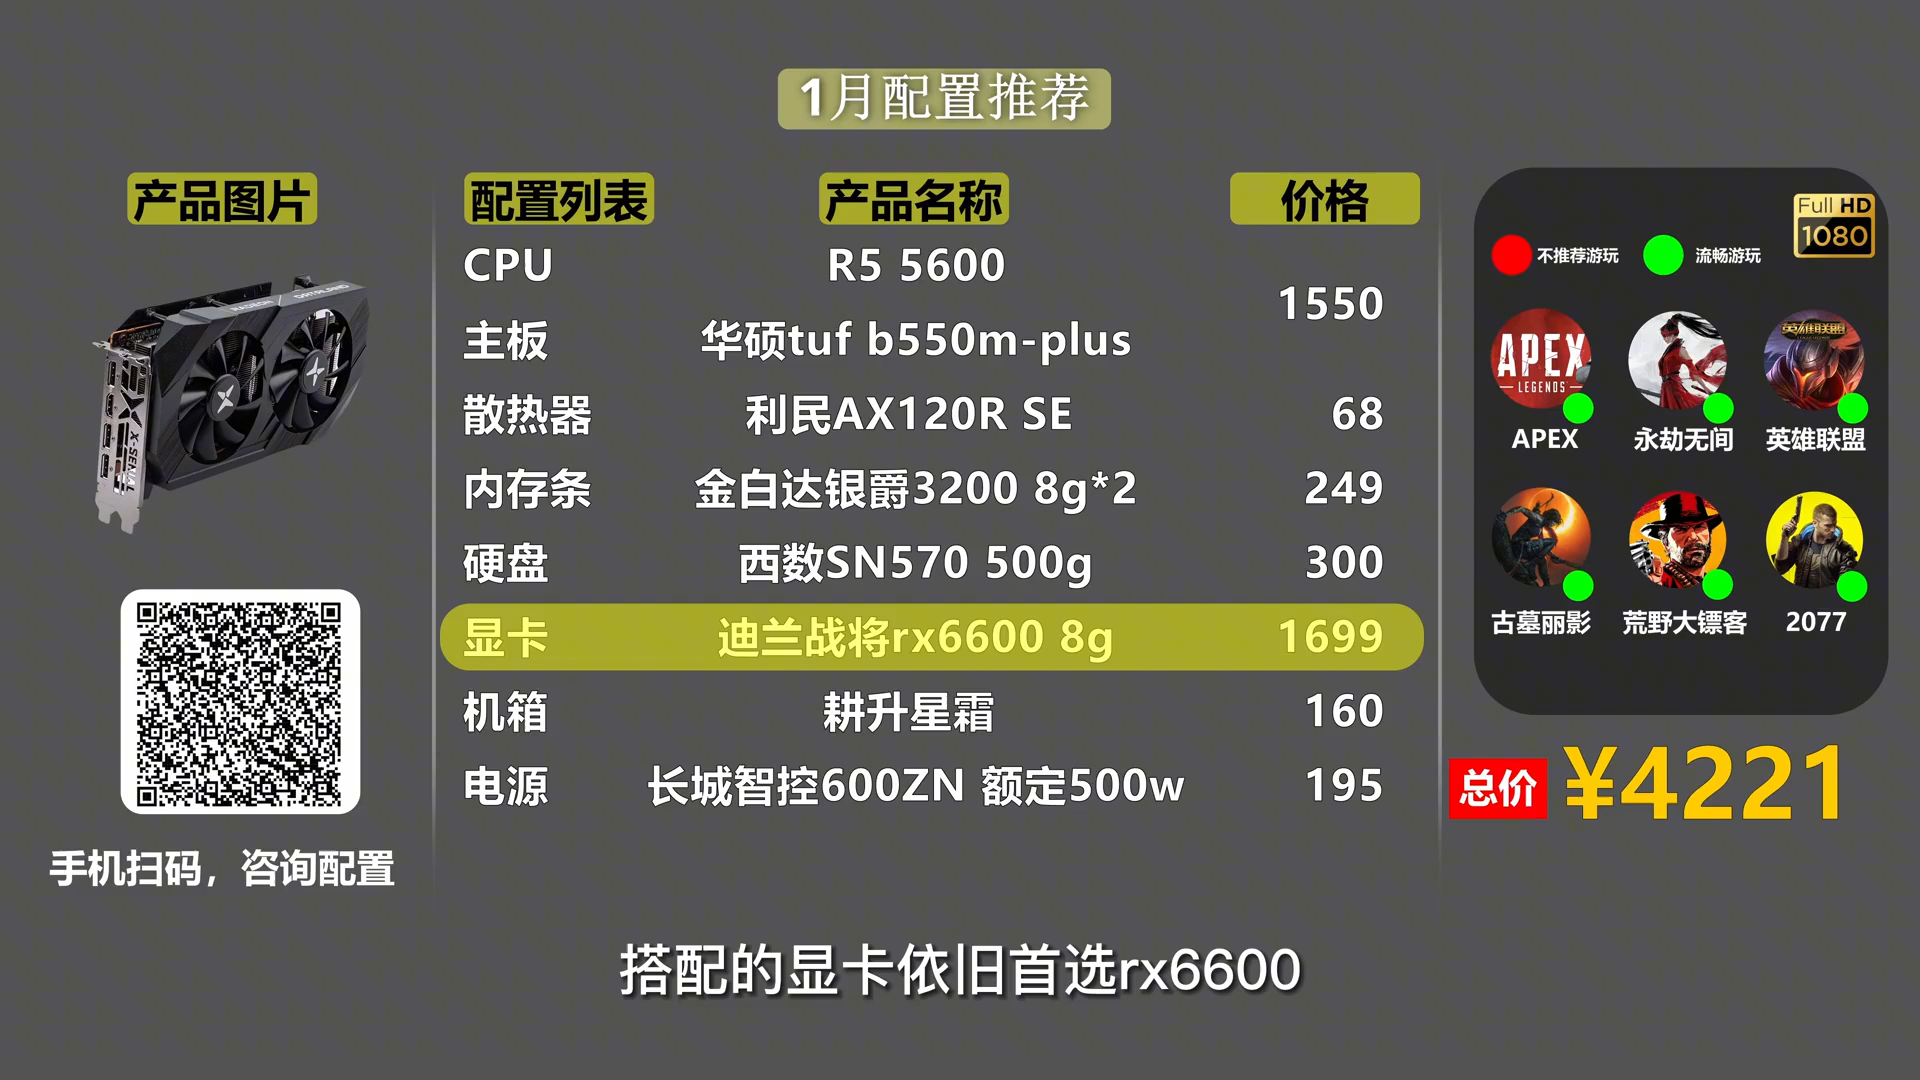 1月配置推荐
产品图片
配置列表 产品名称 价格
CPU R5 5600
1550
主板 华硕tuf b550m-plus
散热器 利民AX120R SE 68
内存条 金白达银爵3200 8g*2 249
硬盘 西数SN570 500g 300
显卡 迪兰战将rx6600 8g 1699
机箱 耕升星霜 160
电源 长城智控600ZN 额定500w 195
手机扫码，咨询配置
Full HD
1080
不推荐游玩 流畅游玩
APEX
LEGENDS
英雄联盟
APEX 永劫无间 英雄联盟
古墓丽影 荒野大镖客 2077
总价 ¥4221
搭配的显卡依旧首选rx6600
RADEON
X-SERIAL